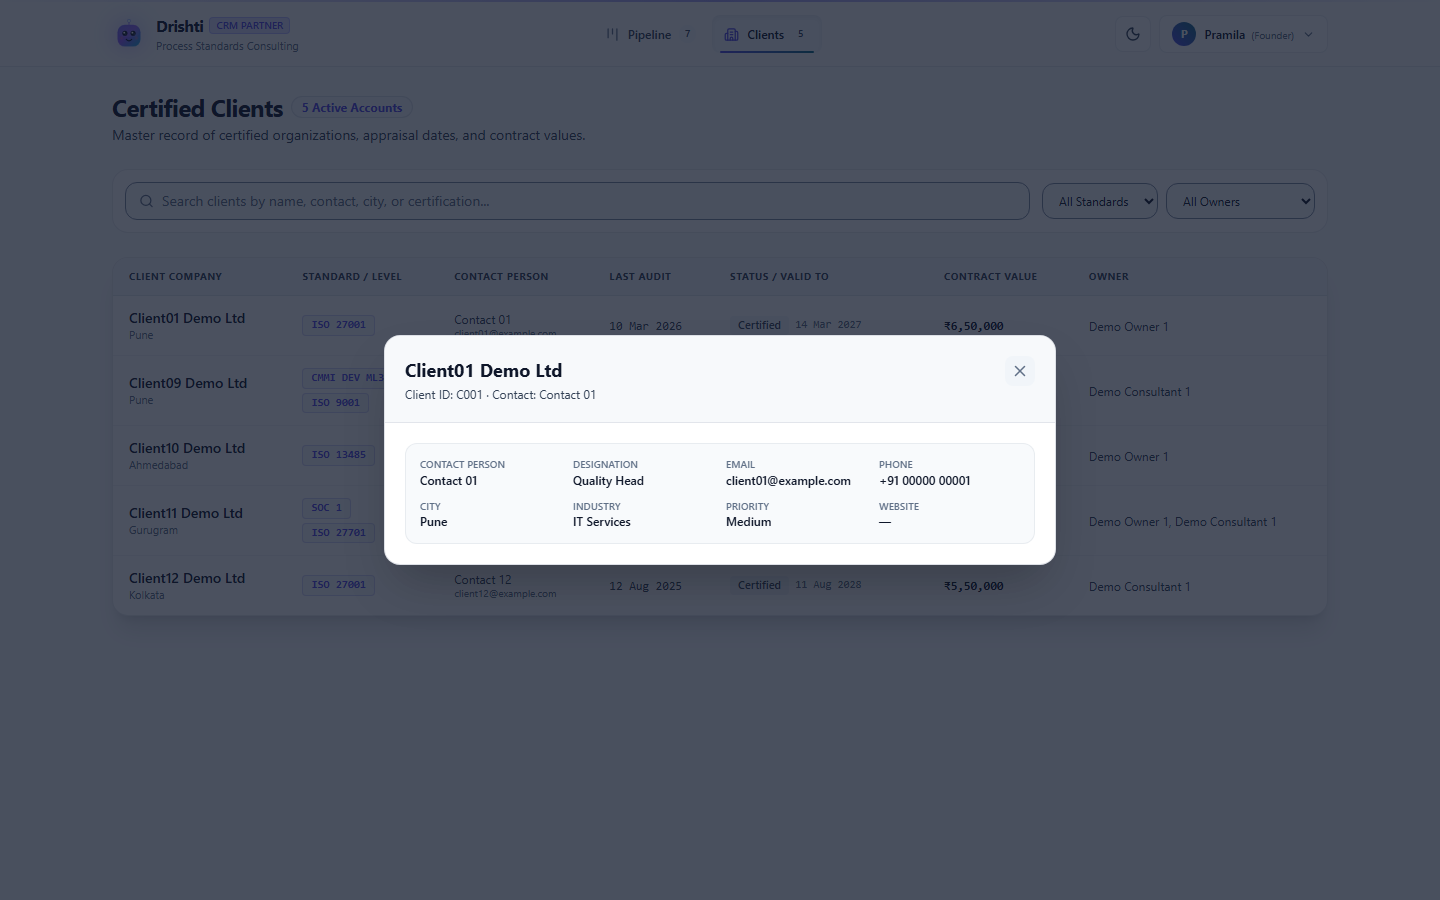 Drishti CRM PARTNER
Process Standards Consulting
Pipeline 7
Clients 5
P Pramila (Founder)
Certified Clients 5 Active Accounts
Master record of certified organizations, appraisal dates, and contract values.
Search clients by name, contact, city, or certification...
All Standards
All Owners
CLIENT COMPANY STANDARD / LEVEL CONTACT PERSON LAST AUDIT STATUS / VALID TO CONTRACT VALUE OWNER
Client01 Demo Ltd
Pune
ISO 27001
Contact 01
client01@example.com
10 Mar 2026
Certified 14 Mar 2027
₹6,50,000
Demo Owner 1
Client09 Demo Ltd
Pune
CMMI DEV ML3
ISO 9001
Demo Consultant 1
Client10 Demo Ltd
Ahmedabad
ISO 13485
Demo Owner 1
Client11 Demo Ltd
Gurugram
SOC 1
ISO 27701
Demo Owner 1, Demo Consultant 1
Client12 Demo Ltd
Kolkata
ISO 27001
Contact 12
client12@example.com
12 Aug 2025
Certified 11 Aug 2028
₹5,50,000
Demo Consultant 1
Client01 Demo Ltd
Client ID: C001 · Contact: Contact 01
CONTACT PERSON DESIGNATION EMAIL PHONE
Contact 01 Quality Head client01@example.com +91 00000 00001
CITY INDUSTRY PRIORITY WEBSITE
Pune IT Services Medium —